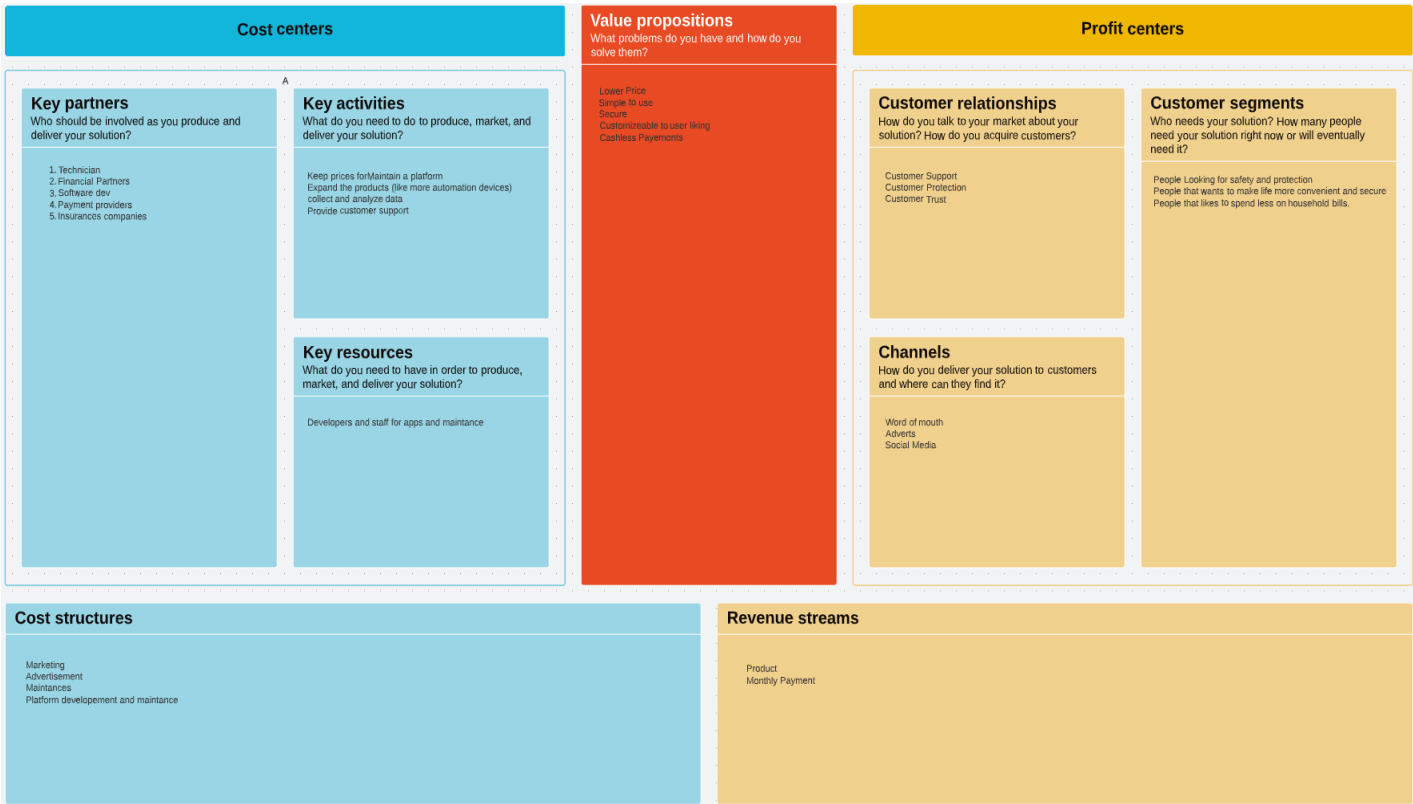 Cost centers
A
Key partners
Who should be involved as you produce and
deliver your solution?
1. Technician
2. Financial Partners
3. Software dev
4. Payment providers
5. Insurances companies
Key activities
What do you need to do to produce, market, and
deliver your solution?
Keep prices forMaintain a platform
Expand the products (like more automation devices)
collect and analyze data
Provide customer support
Key resources
What do you need to have in order to produce,
market, and deliver your solution?
Developers and staff for apps and maintance
Value propositions
What problems do you have and how do you
solve them?
Lower Price
Simple to use
Secure
Customizeable to user liking
Cashless Payemonts
Profit centers
Customer relationships
How do you talk to your market about your
solution? How do you acquire customers?
Customer Support
Customer Protection
Customer Trust
Channels
How do you deliver your solution to customers
and where can they find it?
Word of mouth
Adverts
Social Media
Customer segments
Who needs your solution? How many people
need your solution right now or will eventually
need it?
People Looking for safety and protection
People that wants to make life more convenient and secure
People that likes to spend less on household bills.
Cost structures
Marketing
Advertisement
Maintances
Platform developement and maintance
Revenue streams
Product
Monthly Payment